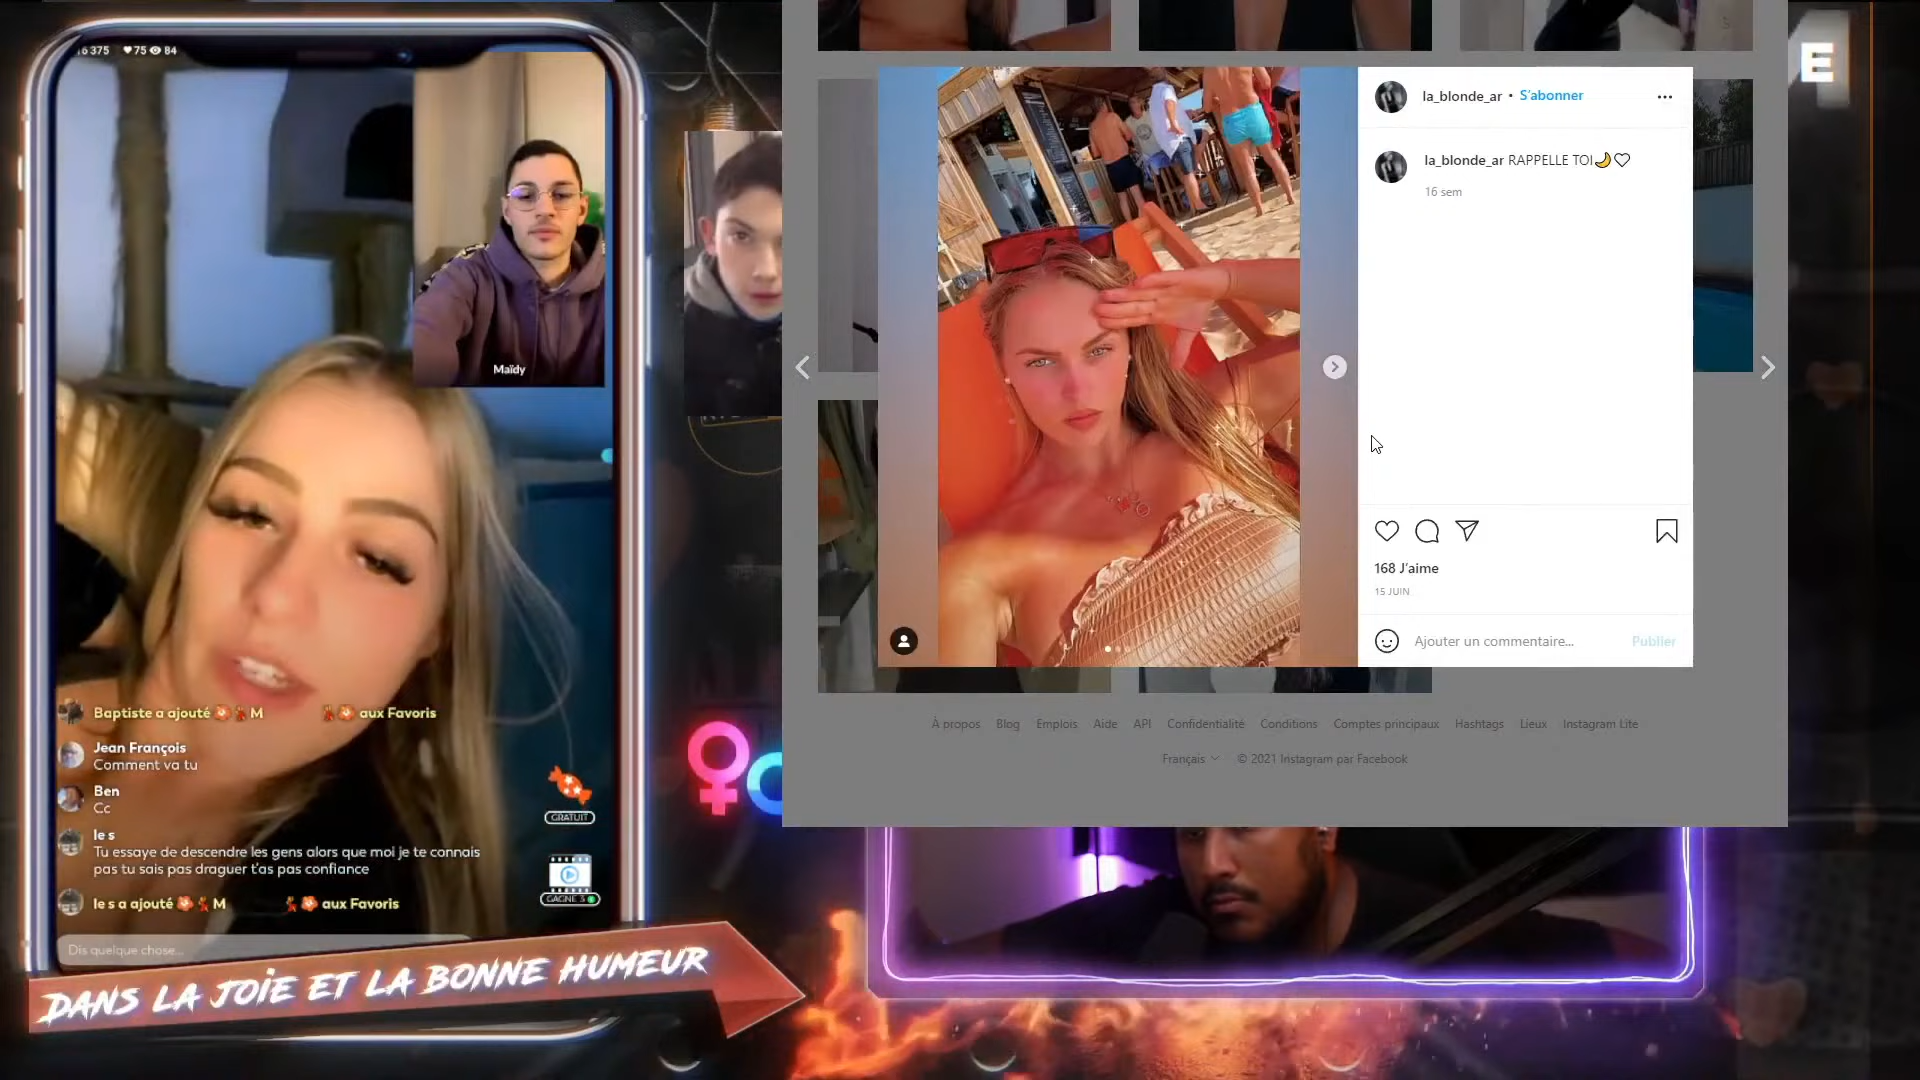 6 375 ♥75 84
Maïdy
Baptiste a ajouté M aux Favoris
Jean François
Comment va tu
Ben
Cc
le s
Tu essaye de descendre les gens alors que moi je te connais
pas tu sais pas draguer t'as pas confiance
le s a ajouté M aux Favoris
Dis quelque chose...
GRATUIT
GAGNE 3
DANS LA JOIE ET LA BONNE HUMEUR
la_blonde_ar • S'abonner
la_blonde_ar RAPPELLE TOI🌙🤍
16 sem
168 J'aime
15 JUIN
Ajouter un commentaire... Publier
À propos Blog Emplois Aide API Confidentialité Conditions Comptes principaux Hashtags Lieux Instagram Lite
Français © 2021 Instagram par Facebook
E